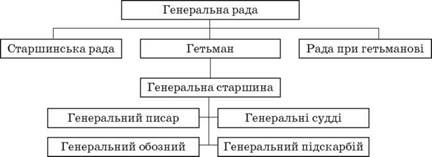 Генеральна рада
Старшинська рада
Гетьман
Рада при гетьманові
Генеральна старшина
Генеральний писар
Генеральні судді
Генеральний обозний
Генеральний підскарбій